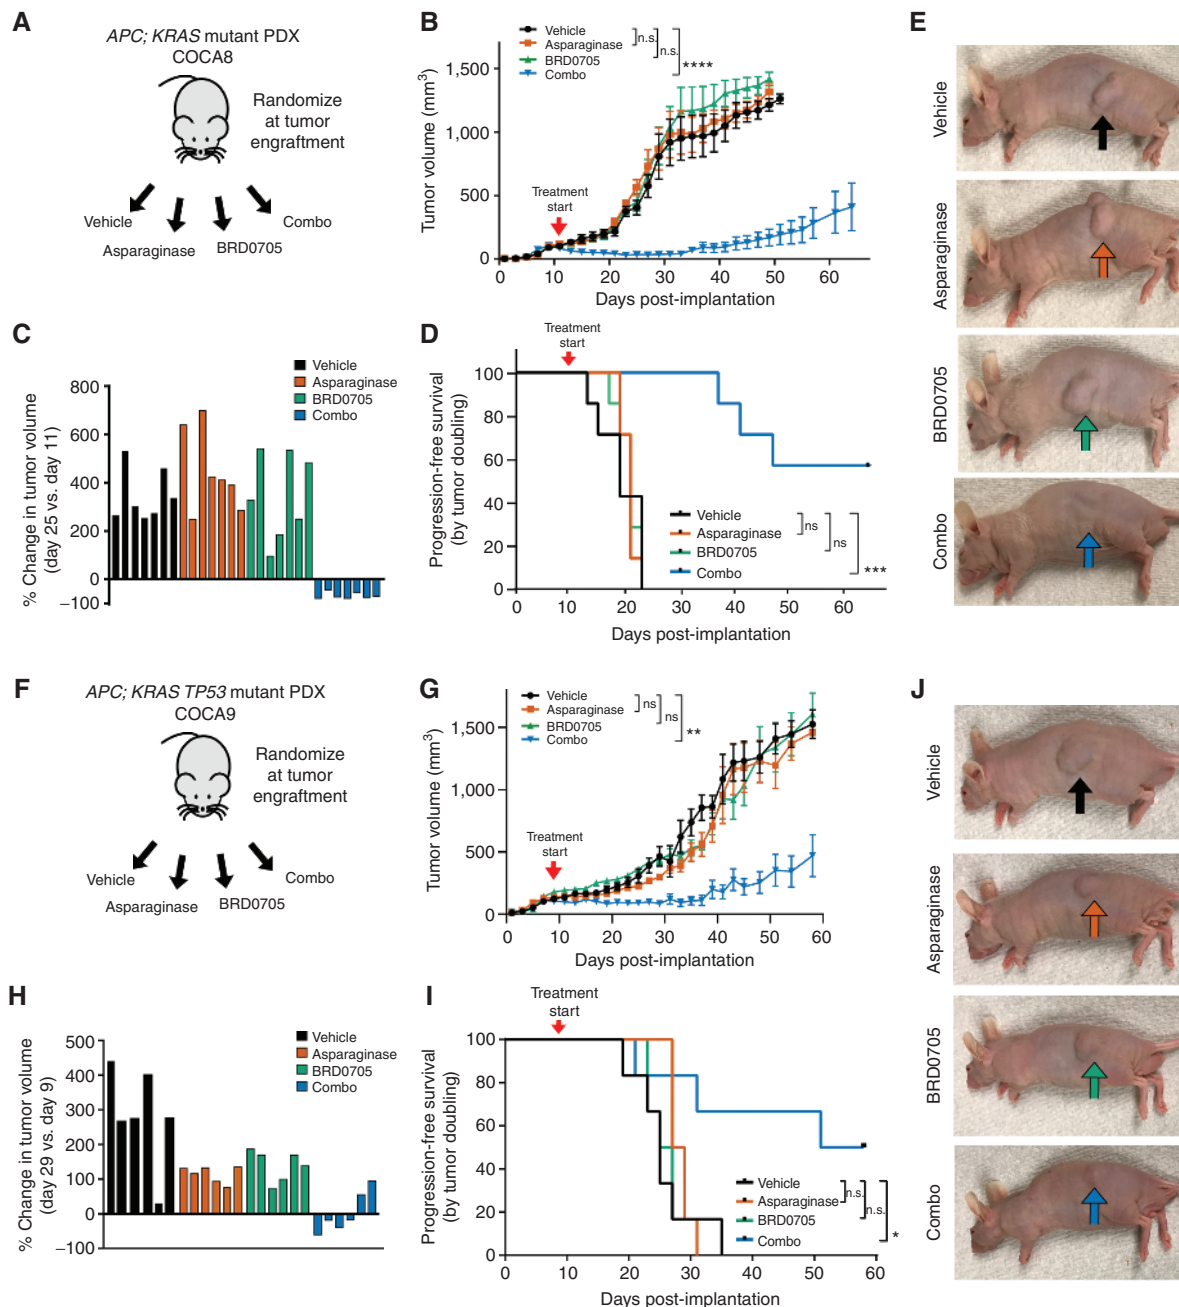 A
APC; KRAS mutant PDX
COCA8
Randomize
at tumor
engraftment
Vehicle
Asparaginase
BRD0705
Combo
B
Vehicle
Asparaginase
BRD0705
Combo
n.s.
n.s.
****
Tumor volume (mm3)
1,500
1,000
500
0
Treatment
start
0 10 20 30 40 50 60
Days post-implantation
C
Vehicle
Asparaginase
BRD0705
Combo
% Change in tumor volume
(day 25 vs. day 11)
800
600
400
200
0
−100
D
Treatment
start
Progression-free survival
(by tumor doubling)
100
80
60
40
20
0
Vehicle
Asparaginase
BRD0705
Combo
ns
ns
***
0 10 20 30 40 50 60
Days post-implantation
E
Vehicle
Asparaginase
BRD0705
Combo
F
APC; KRAS TP53 mutant PDX
COCA9
Randomize
at tumor
engraftment
Vehicle
Asparaginase
BRD0705
Combo
G
Vehicle
Asparaginase
BRD0705
Combo
ns
ns
**
Tumor volume (mm3)
1,500
1,000
500
0
Treatment
start
0 10 20 30 40 50 60
Days post-implantation
H
Vehicle
Asparaginase
BRD0705
Combo
% Change in tumor volume
(day 29 vs. day 9)
500
400
300
200
100
0
−100
I
Treatment
start
Progression-free survival
(by tumor doubling)
100
80
60
40
20
0
Vehicle
Asparaginase
BRD0705
Combo
n.s.
n.s.
*
0 10 20 30 40 50 60
Days post-implantation
J
Vehicle
Asparaginase
BRD0705
Combo